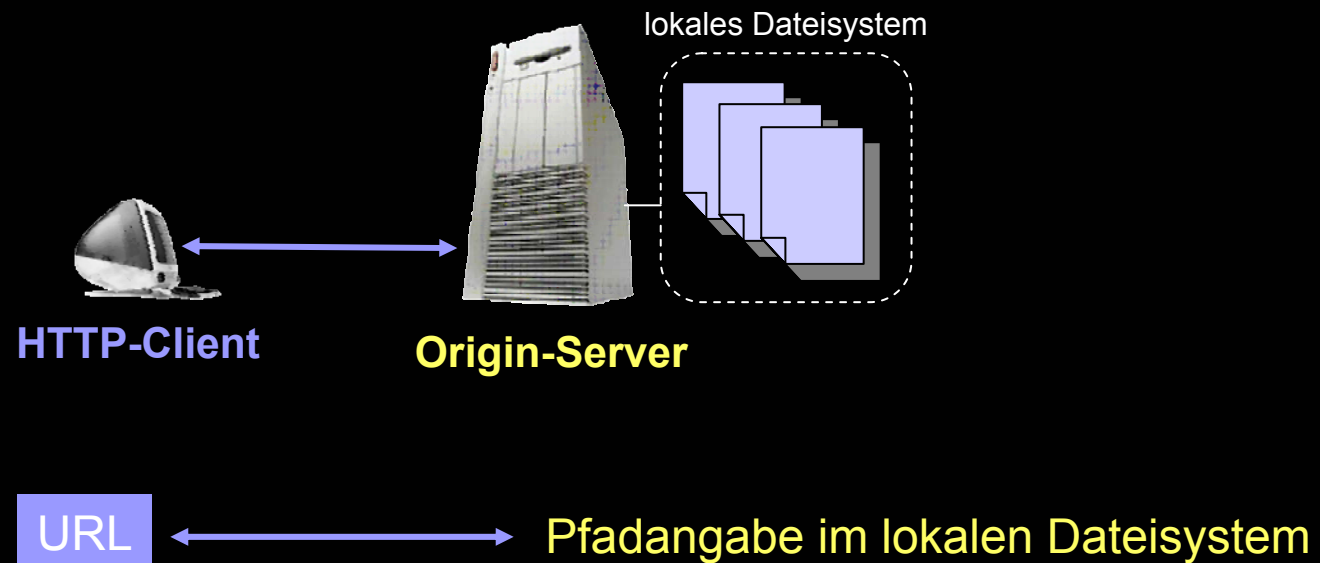 lokales Dateisystem
HTTP-Client
Origin-Server
URL
Pfadangabe im lokalen Dateisystem